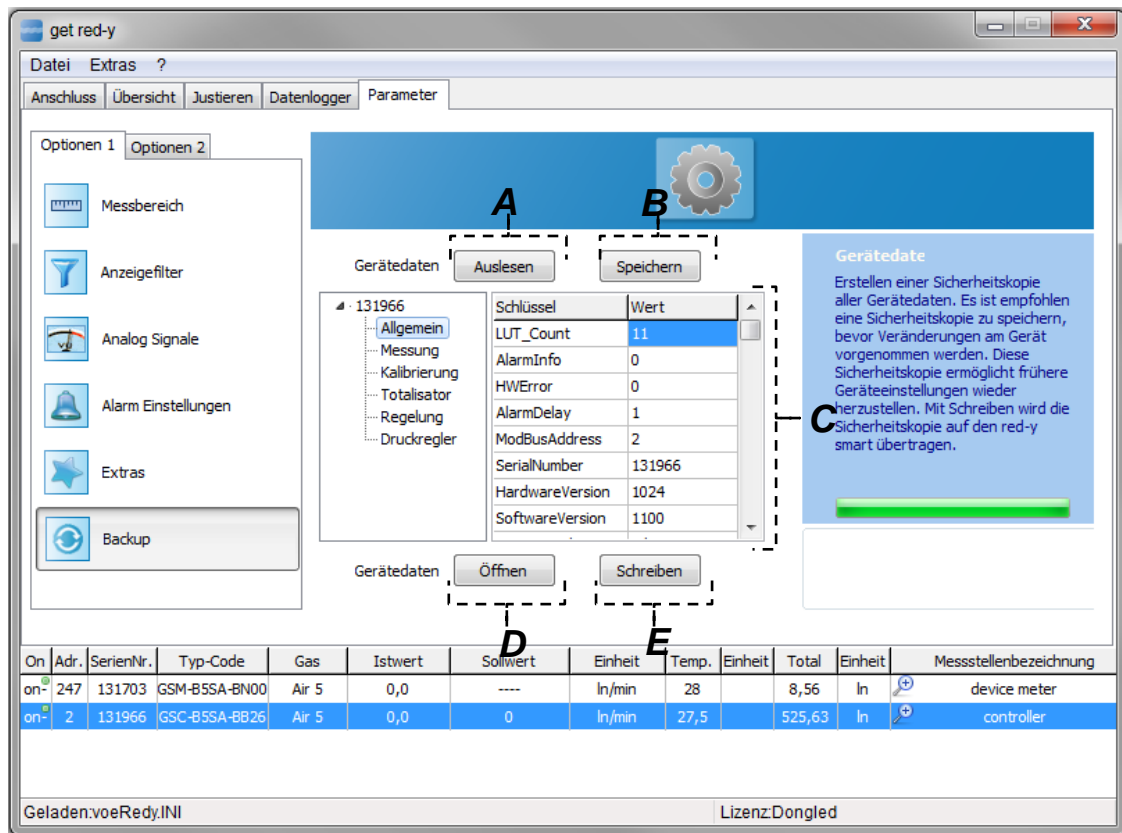 get red-y
Datei Extras ?
Anschluss Übersicht Justieren Datenlogger Parameter
Optionen 1 Optionen 2
Messbereich
Anzeigefilter
Analog Signale
Alarm Einstellungen
Extras
Backup
A B
Gerätedaten Auslesen Speichern
131966
Allgemein
Messung
Kalibrierung
Totalisator
Regelung
Druckregler
Schlüssel Wert
LUT_Count 11
AlarmInfo 0
HWError 0
AlarmDelay 1
ModBusAddress 2
SerialNumber 131966
HardwareVersion 1024
SoftwareVersion 1100
C
Gerätedaten Öffnen Schreiben
D E
Gerätedate
Erstellen einer Sicherheitskopie
aller Gerätedaten. Es ist empfohlen
eine Sicherheitskopie zu speichern,
bevor Veränderungen am Gerät
vorgenommen werden. Diese
Sicherheitskopie ermöglicht frühere
Geräteeinstellungen wieder
herzustellen. Mit Schreiben wird die
Sicherheitskopie auf den red-y
smart übertragen.
On Adr. SerienNr. Typ-Code Gas Istwert Sollwert Einheit Temp. Einheit Total Einheit Messstellenbezeichnung
on- 247 131703 GSM-B5SA-BN00 Air 5 0,0 ---- ln/min 28 8,56 ln device meter
on- 2 131966 GSC-B5SA-BB26 Air 5 0,0 0 ln/min 27,5 525,63 ln controller
Geladen:voeRedy.INI Lizenz:Dongled